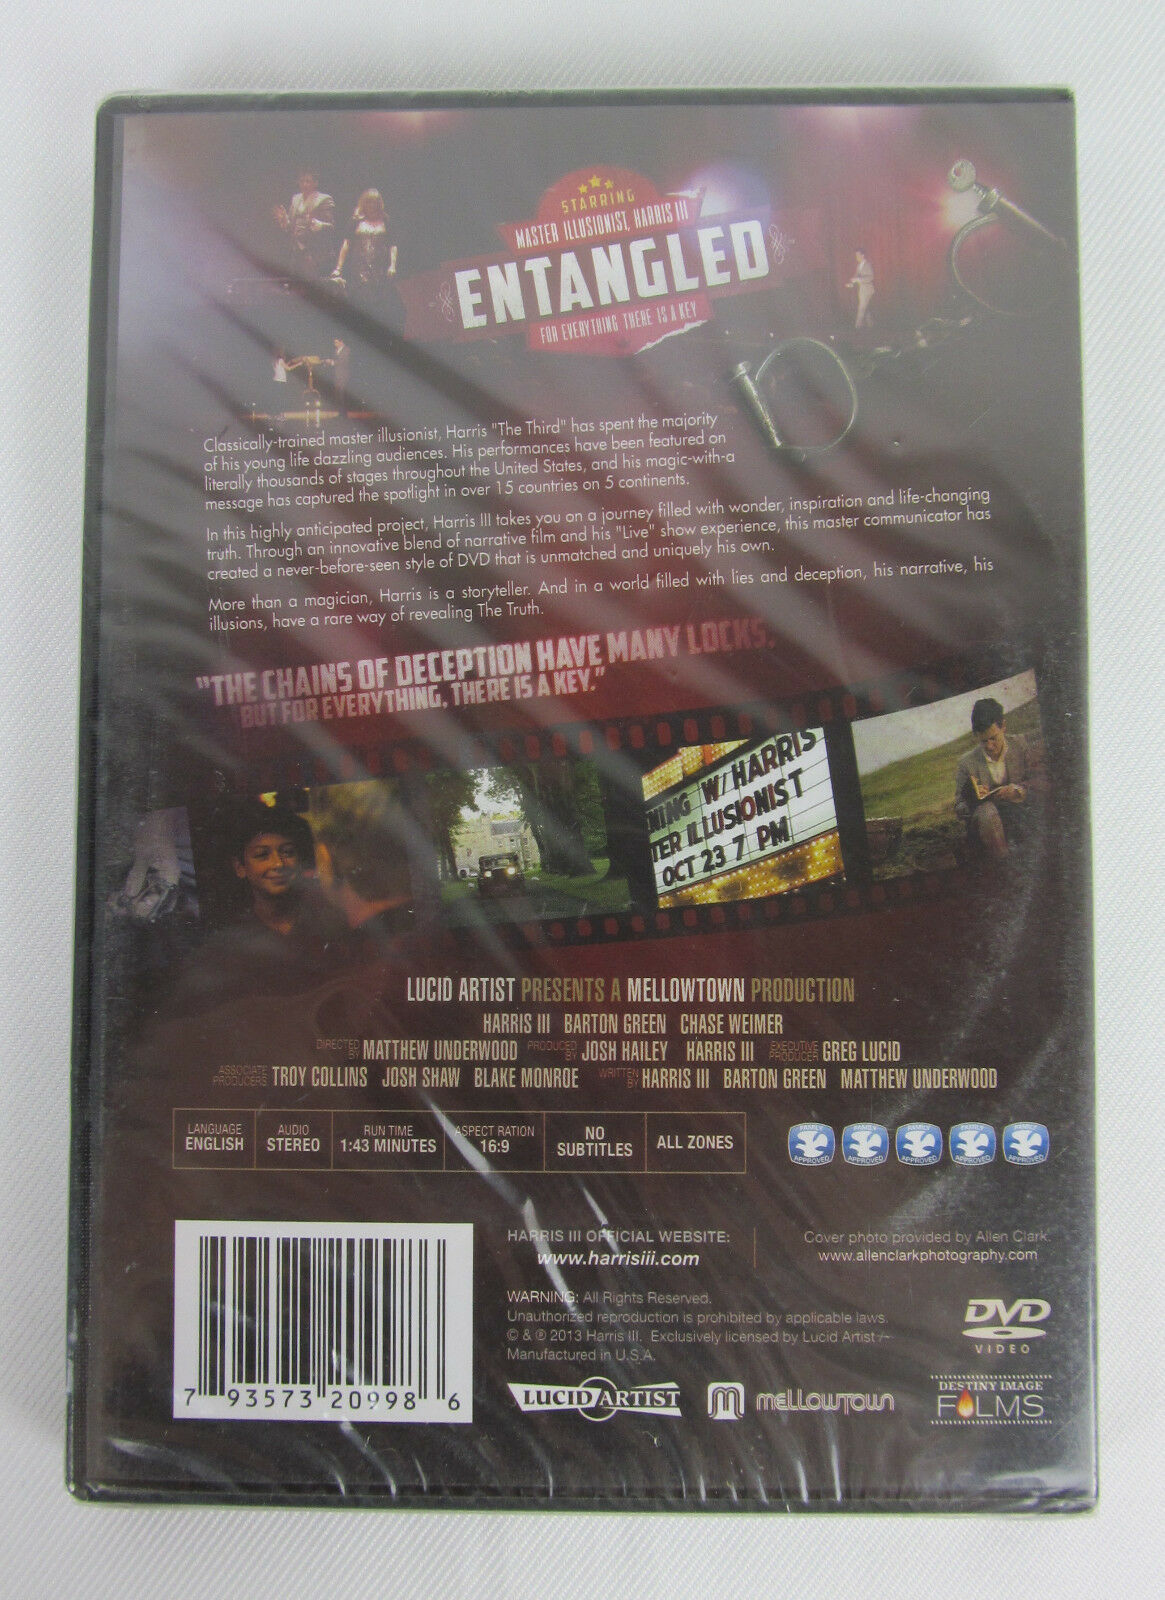 STARRING
MASTER ILLUSIONIST, HARRIS III
ENTANGLED
FOR EVERYTHING THERE IS A KEY
Classically-trained master illusionist, Harris "The Third" has spent the majority
of his young life dazzling audiences. His performances have been featured on
literally thousands of stages throughout the United States, and his magic-with-a
message has captured the spotlight in over 15 countries on 5 continents.
In this highly anticipated project, Harris III takes you on a journey filled with wonder, inspiration and life-changing
truth. Through an innovative blend of narrative film and his "Live" show experience, this master communicator has
created a never-before-seen style of DVD that is unmatched and uniquely his own.
More than a magician, Harris is a storyteller. And in a world filled with lies and deception, his narrative, his
illusions, have a rare way of revealing The Truth.
"THE CHAINS OF DECEPTION HAVE MANY LOCKS.
BUT FOR EVERYTHING, THERE IS A KEY."
NING W/ HARRIS
TER ILLUSIONIST
OCT 23 7 PM
LUCID ARTIST PRESENTS A MELLOWTOWN PRODUCTION
HARRIS III BARTON GREEN CHASE WEIMER
DIRECTED BY MATTHEW UNDERWOOD PRODUCED BY JOSH HAILEY HARRIS III EXECUTIVE PRODUCER GREG LUCID
ASSOCIATE PRODUCERS TROY COLLINS JOSH SHAW BLAKE MONROE WRITTEN BY HARRIS III BARTON GREEN MATTHEW UNDERWOOD
LANGUAGE
ENGLISH
AUDIO
STEREO
RUN TIME
1:43 MINUTES
ASPECT RATION
16:9
NO
SUBTITLES
ALL ZONES
FAMILY
APPROVED
FAMILY
APPROVED
FAMILY
APPROVED
FAMILY
APPROVED
FAMILY
APPROVED
HARRIS III OFFICIAL WEBSITE:
www.harrisiii.com
Cover photo provided by Allen Clark.
www.allenclarkphotography.com
WARNING: All Rights Reserved.
Unauthorized reproduction is prohibited by applicable laws.
© & ℗ 2013 Harris III. Exclusively licensed by Lucid Artist /-
Manufactured in U.S.A.
DVD
VIDEO
7 93573 20998 6
LUCID ARTIST
M mellowtown
DESTINY IMAGE
FILMS